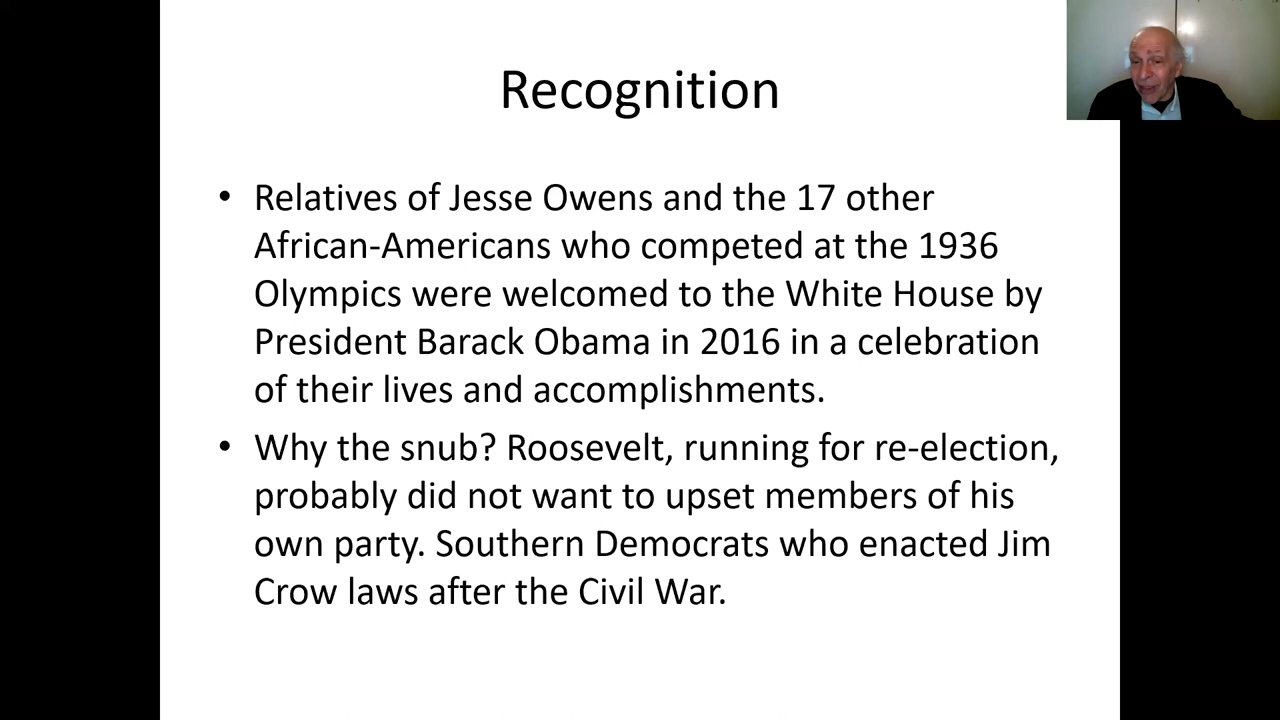 Recognition
• Relatives of Jesse Owens and the 17 other
African-Americans who competed at the 1936
Olympics were welcomed to the White House by
President Barack Obama in 2016 in a celebration
of their lives and accomplishments.
• Why the snub? Roosevelt, running for re-election,
probably did not want to upset members of his
own party. Southern Democrats who enacted Jim
Crow laws after the Civil War.